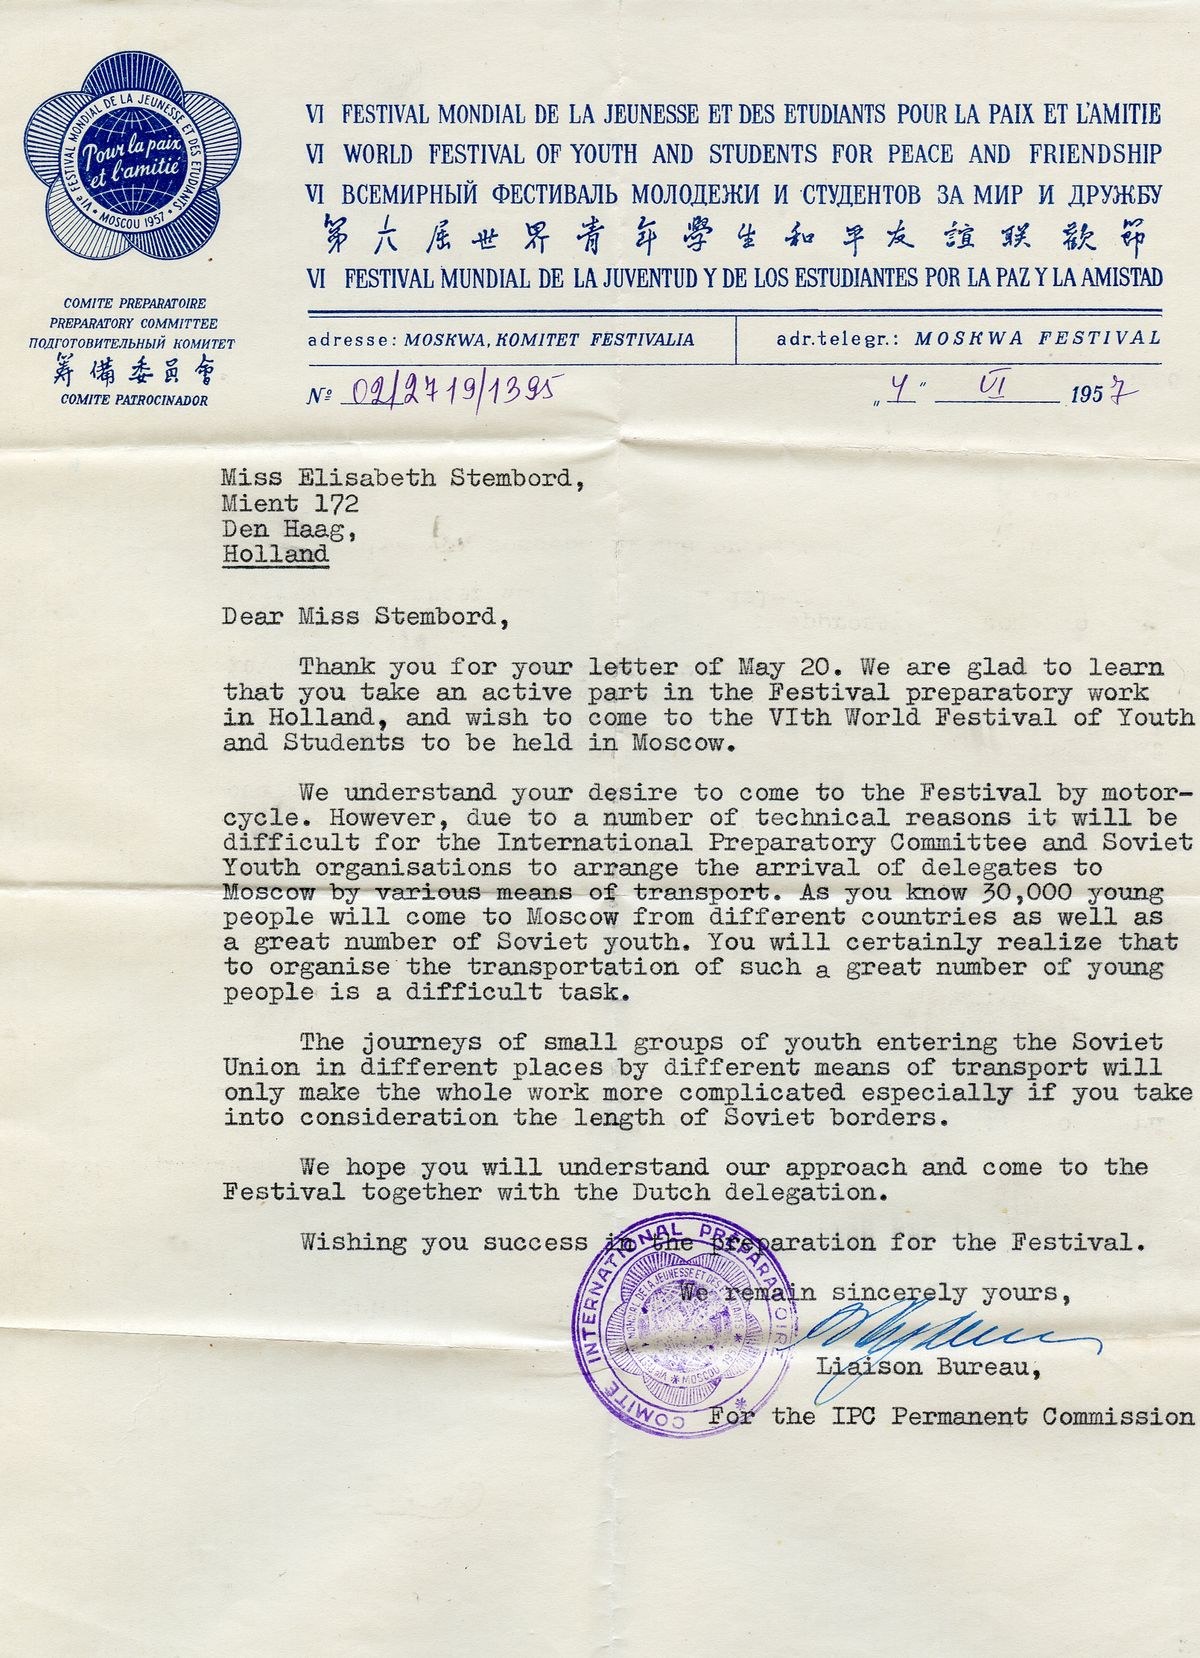 VIe FESTIVAL MONDIAL DE LA JEUNESSE ET DES ETUDIANTS
Pour la paix
et l'amitié
* MOSCOU 1957 *
COMITE PREPARATOIRE
PREPARATORY COMMITTEE
ПОДГОТОВИТЕЛЬНЫЙ КОМИТЕТ
籌備委員會
COMITE PATROCINADOR
VI FESTIVAL MONDIAL DE LA JEUNESSE ET DES ETUDIANTS POUR LA PAIX ET L'AMITIE
VI WORLD FESTIVAL OF YOUTH AND STUDENTS FOR PEACE AND FRIENDSHIP
VI ВСЕМИРНЫЙ ФЕСТИВАЛЬ МОЛОДЕЖИ И СТУДЕНТОВ ЗА МИР И ДРУЖБУ
第六屆世界青年學生和平友誼联歡節
VI FESTIVAL MUNDIAL DE LA JUVENTUD Y DE LOS ESTUDIANTES POR LA PAZ Y LA AMISTAD
adresse: MOSKWA, KOMITET FESTIVALIA adr.telegr.: MOSKWA FESTIVAL
№ 02/2719/1395 „4" VI 1957
Miss Elisabeth Stembord,
Mient 172
Den Haag,
Holland
Dear Miss Stembord,
Thank you for your letter of May 20. We are glad to learn
that you take an active part in the Festival preparatory work
in Holland, and wish to come to the VIth World Festival of Youth
and Students to be held in Moscow.
We understand your desire to come to the Festival by motor-
cycle. However, due to a number of technical reasons it will be
difficult for the International Preparatory Committee and Soviet
Youth organisations to arrange the arrival of delegates to
Moscow by various means of transport. As you know 30,000 young
people will come to Moscow from different countries as well as
a great number of Soviet youth. You will certainly realize that
to organise the transportation of such a great number of young
people is a difficult task.
The journeys of small groups of youth entering the Soviet
Union in different places by different means of transport will
only make the whole work more complicated especially if you take
into consideration the length of Soviet borders.
We hope you will understand our approach and come to the
Festival together with the Dutch delegation.
Wishing you success in the preparation for the Festival.
We remain sincerely yours,
Liaison Bureau,
For the IPC Permanent Commission
COMITÉ INTERNATIONAL PRÉPARATOIRE *
VIe FESTIVAL MONDIAL DE LA JEUNESSE ET DES ETUDIANTS
* MOSCOU 1957 *